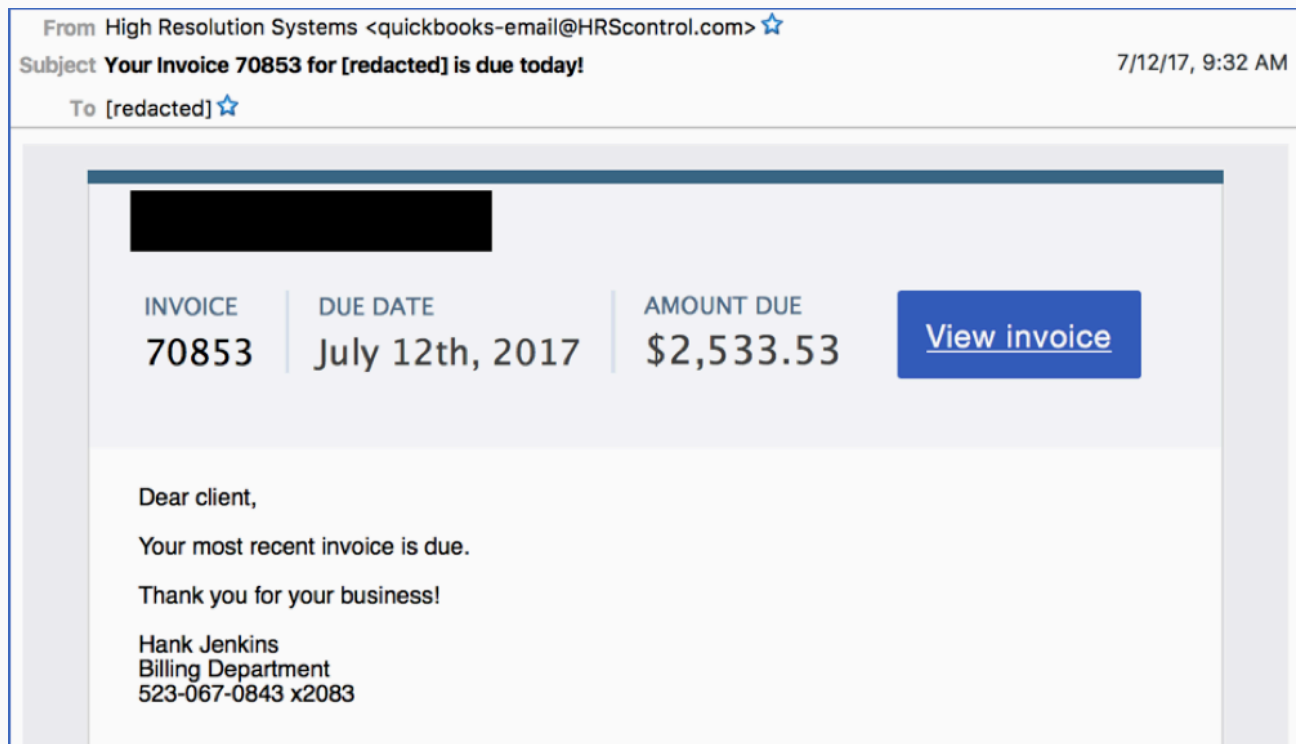 From High Resolution Systems <quickbooks-email@HRScontrol.com>
Subject Your Invoice 70853 for [redacted] is due today! 7/12/17, 9:32 AM
To [redacted]
INVOICE DUE DATE AMOUNT DUE
70853 July 12th, 2017 $2,533.53 View invoice
Dear client,
Your most recent invoice is due.
Thank you for your business!
Hank Jenkins
Billing Department
523-067-0843 x2083